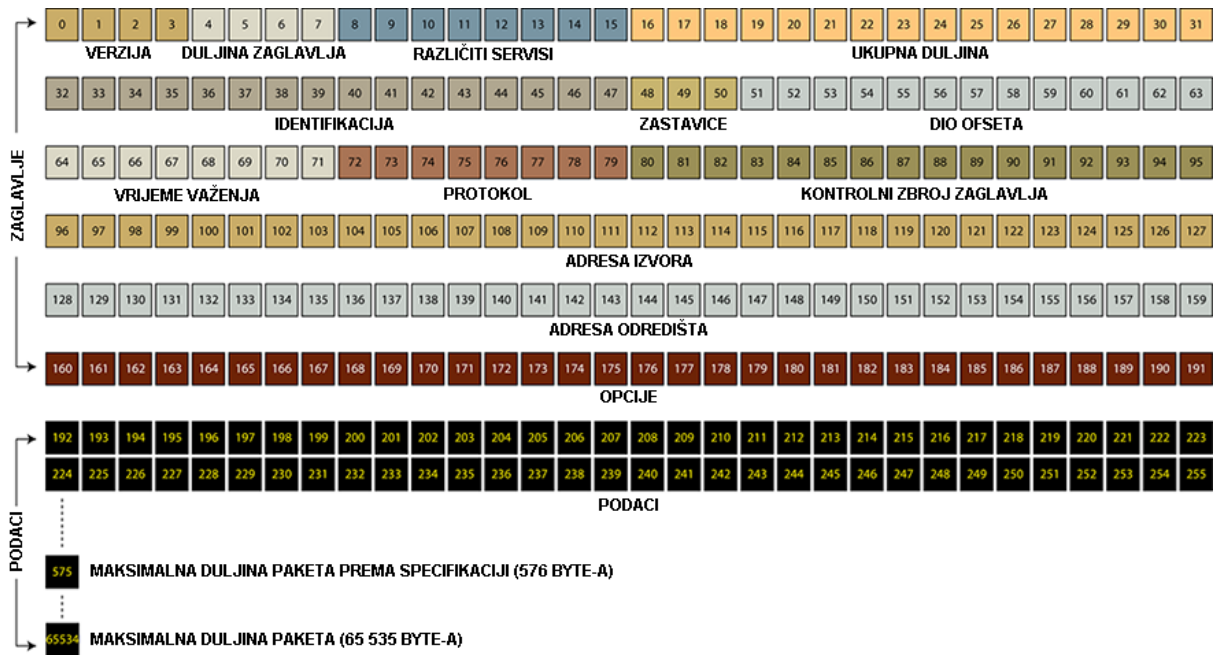 0 1 2 3 4 5 6 7 8 9 10 11 12 13 14 15 16 17 18 19 20 21 22 23 24 25 26 27 28 29 30 31
VERZIJA DULJINA ZAGLAVLJA RAZLIČITI SERVISI UKUPNA DULJINA
32 33 34 35 36 37 38 39 40 41 42 43 44 45 46 47 48 49 50 51 52 53 54 55 56 57 58 59 60 61 62 63
IDENTIFIKACIJA ZASTAVICE DIO OFSETA
64 65 66 67 68 69 70 71 72 73 74 75 76 77 78 79 80 81 82 83 84 85 86 87 88 89 90 91 92 93 94 95
VRIJEME VAŽENJA PROTOKOL KONTROLNI ZBROJ ZAGLAVLJA
ZAGLAVLJE
96 97 98 99 100 101 102 103 104 105 106 107 108 109 110 111 112 113 114 115 116 117 118 119 120 121 122 123 124 125 126 127
ADRESA IZVORA
128 129 130 131 132 133 134 135 136 137 138 139 140 141 142 143 144 145 146 147 148 149 150 151 152 153 154 155 156 157 158 159
ADRESA ODREDIŠTA
160 161 162 163 164 165 166 167 168 169 170 171 172 173 174 175 176 177 178 179 180 181 182 183 184 185 186 187 188 189 190 191
OPCIJE
192 193 194 195 196 197 198 199 200 201 202 203 204 205 206 207 208 209 210 211 212 213 214 215 216 217 218 219 220 221 222 223
224 225 226 227 228 229 230 231 232 233 234 235 236 237 238 239 240 241 242 243 244 245 246 247 248 249 250 251 252 253 254 255
PODACI
PODACI
575 MAKSIMALNA DULJINA PAKETA PREMA SPECIFIKACIJI (576 BYTE-A)
65534 MAKSIMALNA DULJINA PAKETA (65 535 BYTE-A)